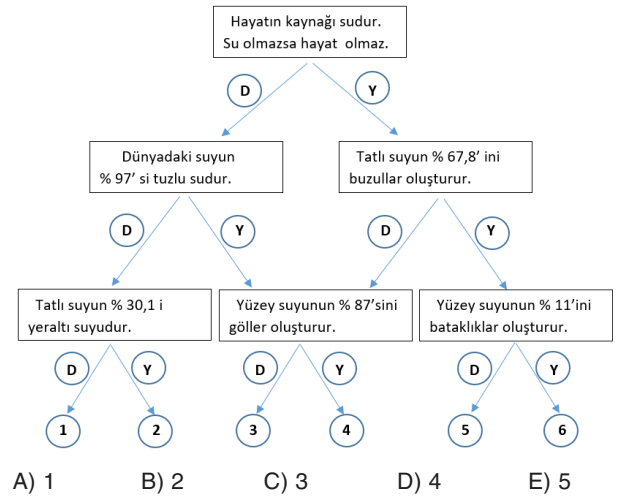 Hayatın kaynağı sudur.
Su olmazsa hayat olmaz.
D
Y
Dünyadaki suyun
% 97’ si tuzlu sudur.
Tatlı suyun % 67,8’ ini
buzullar oluşturur.
D
Y
D
Y
Tatlı suyun % 30,1 i
yeraltı suyudur.
Yüzey suyunun % 87’sini
göller oluşturur.
Yüzey suyunun % 11’ini
bataklıklar oluşturur.
D
Y
D
Y
D
Y
1
2
3
4
5
6
A) 1 B) 2 C) 3 D) 4 E) 5